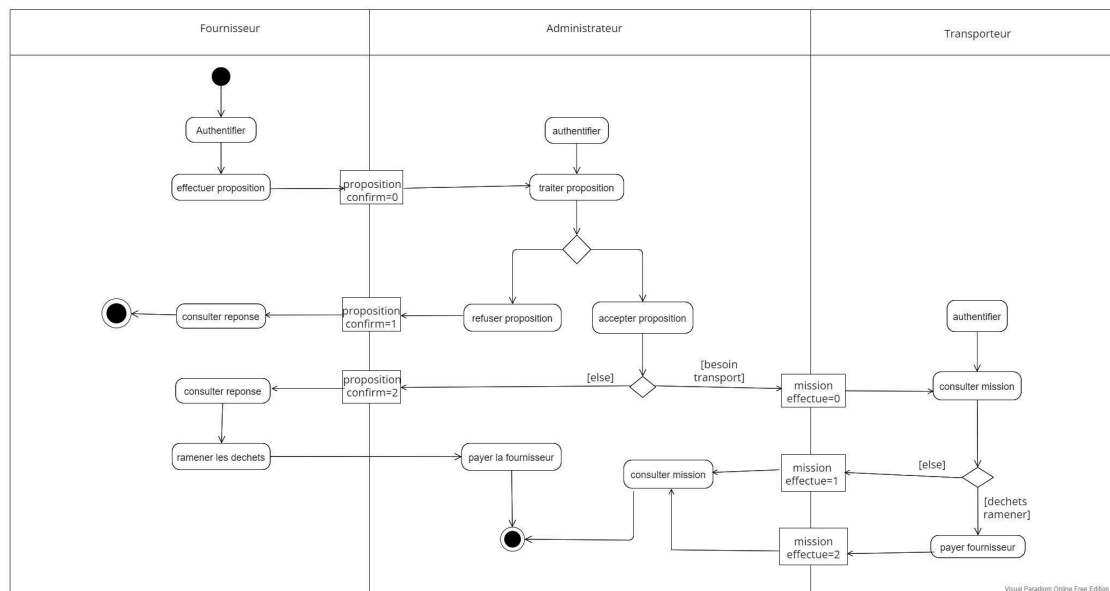 Fournisseur
Administrateur
Transporteur
Authentifier
authentifier
effectuer proposition
proposition
confirm=0
traiter proposition
consulter reponse
proposition
confirm=1
refuser proposition
accepter proposition
authentifier
consulter reponse
proposition
confirm=2
[else]
[besoin
transport]
mission
effectue=0
consulter mission
ramener les dechets
payer la fournisseur
consulter mission
mission
effectue=1
[else]
[dechets
ramener]
mission
effectue=2
payer fournisseur
Visual Paradigm Online Free Edition